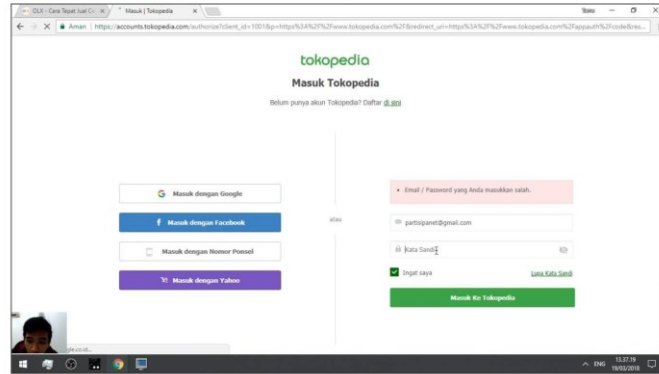 OLX - Cara Tepat Jual Ce
Masuk | Tokopedia
Aman | https://accounts.tokopedia.com/authorize?client_id=1001&p=https%3A%2F%2Fwww.tokopedia.com%2F&redirect_uri=https%3A%2F%2Fwww.tokopedia.com%2Fappauth%2Fcode&res...
tokopedia
Masuk Tokopedia
Belum punya akun Tokopedia? Daftar di sini
Masuk dengan Google
Masuk dengan Facebook
Masuk dengan Nomor Ponsel
Masuk dengan Yahoo
atau
Email / Password yang Anda masukkan salah.
partisipanet@gmail.com
Kata Sandi
Ingat saya
Lupa Kata Sandi
Masuk Ke Tokopedia
gle.co.id...
ENG
13.37.19
19/03/2018